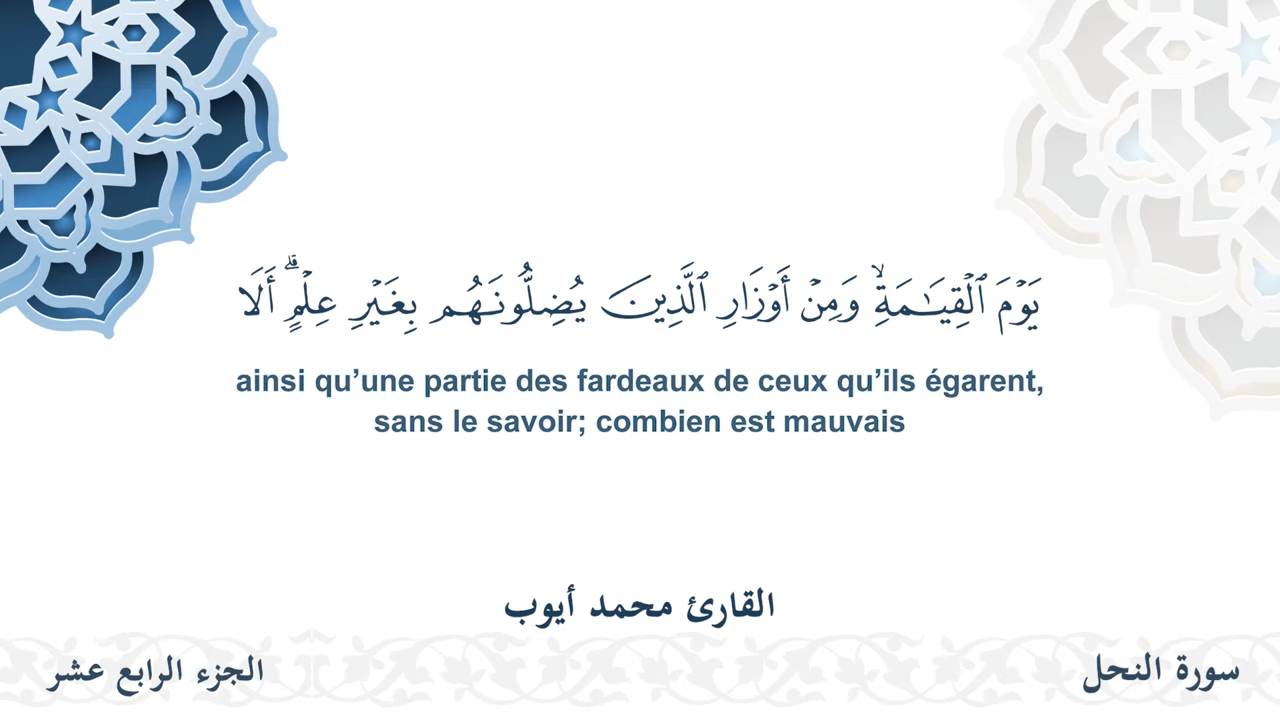 يَوْمَ ٱلْقِيَـٰمَةِ ۙ وَمِنْ أَوْزَارِ ٱلَّذِينَ يُضِلُّونَهُم بِغَيْرِ عِلْمٍ ۗ أَلَا
ainsi qu’une partie des fardeaux de ceux qu’ils égarent,
sans le savoir; combien est mauvais
القارئ محمد أيوب
سورة النحل
الجزء الرابع عشر